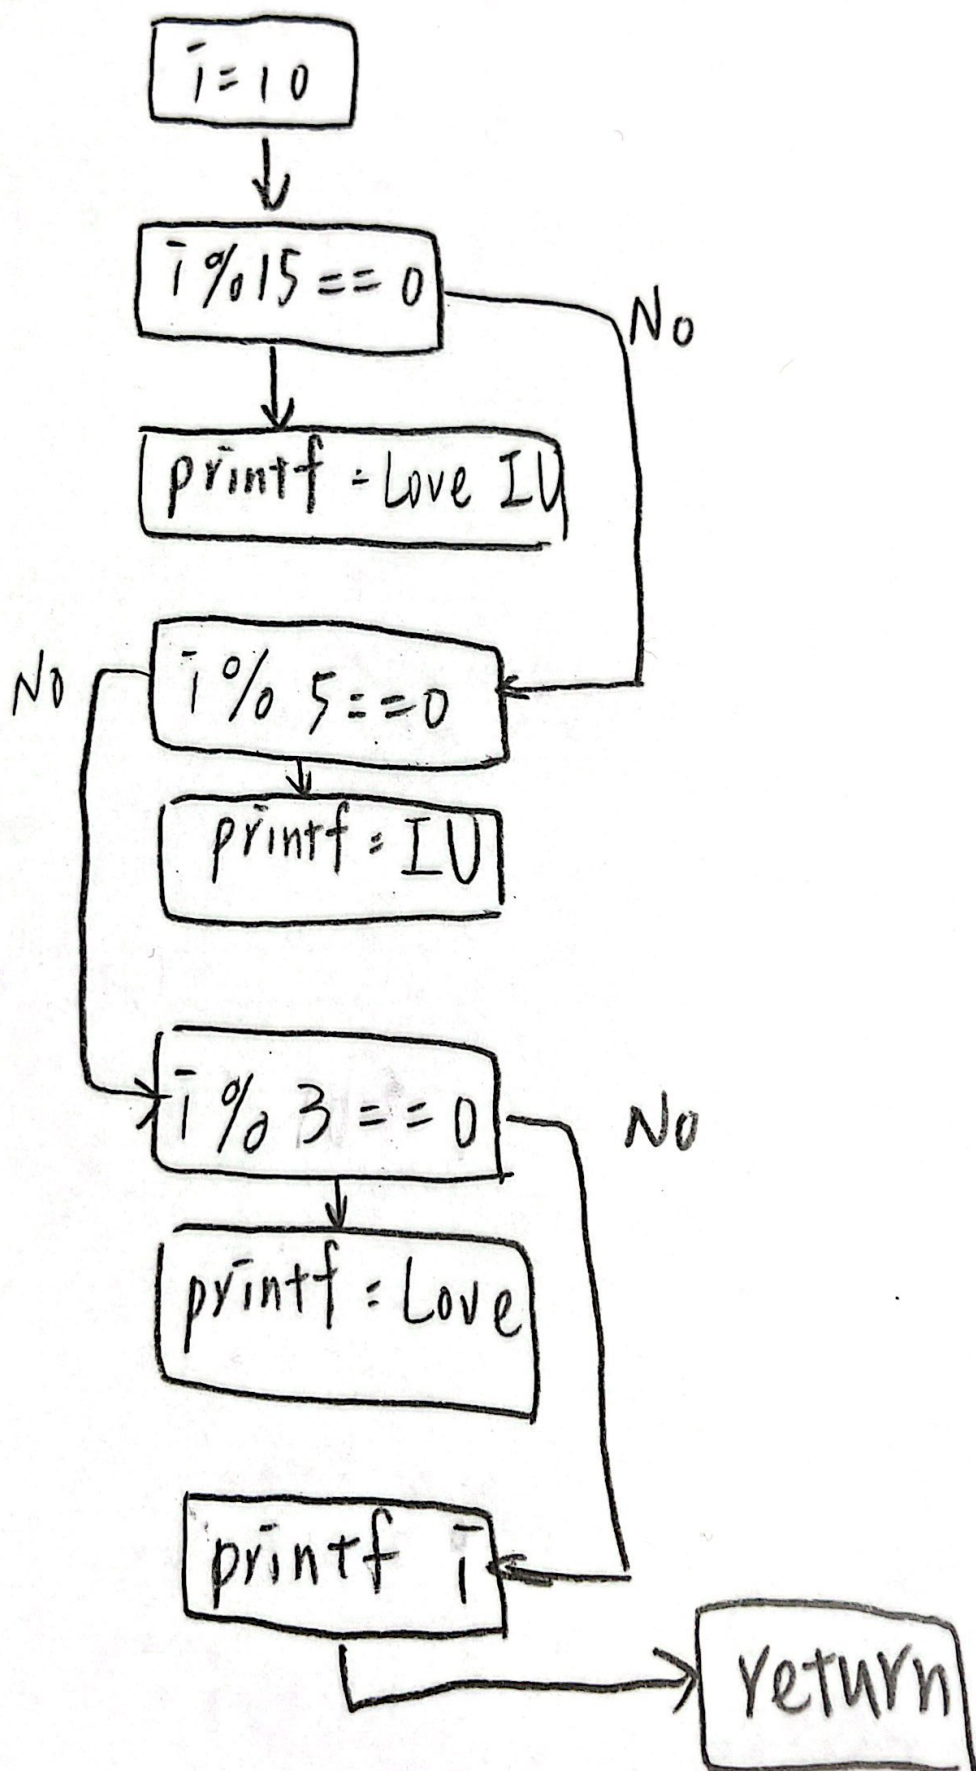 i=10
i%15==0
No
printf=Love IU
No
i%5==0
printf=IU
i%3==0
No
printf=Love
printf i
return